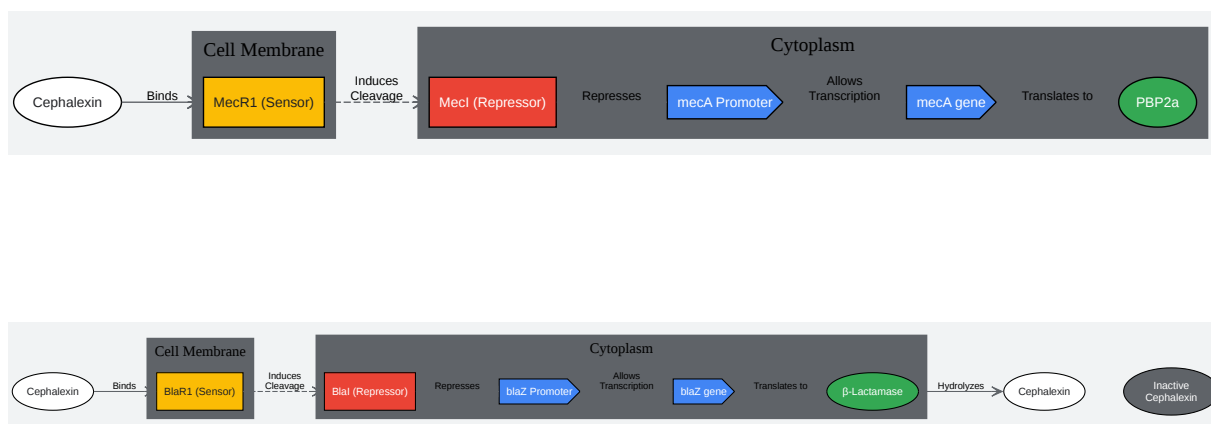 Cell Membrane
Cytoplasm
Cephalexin
Binds
MecR1 (Sensor)
Induces
Cleavage
MecI (Repressor)
Represses
mecA Promoter
Allows
Transcription
mecA gene
Translates to
PBP2a
Cell Membrane
Cytoplasm
Cephalexin
Binds
BlaR1 (Sensor)
Induces
Cleavage
BlaI (Repressor)
Represses
blaZ Promoter
Allows
Transcription
blaZ gene
Translates to
β-Lactamase
Hydrolyzes
Cephalexin
Inactive
Cephalexin